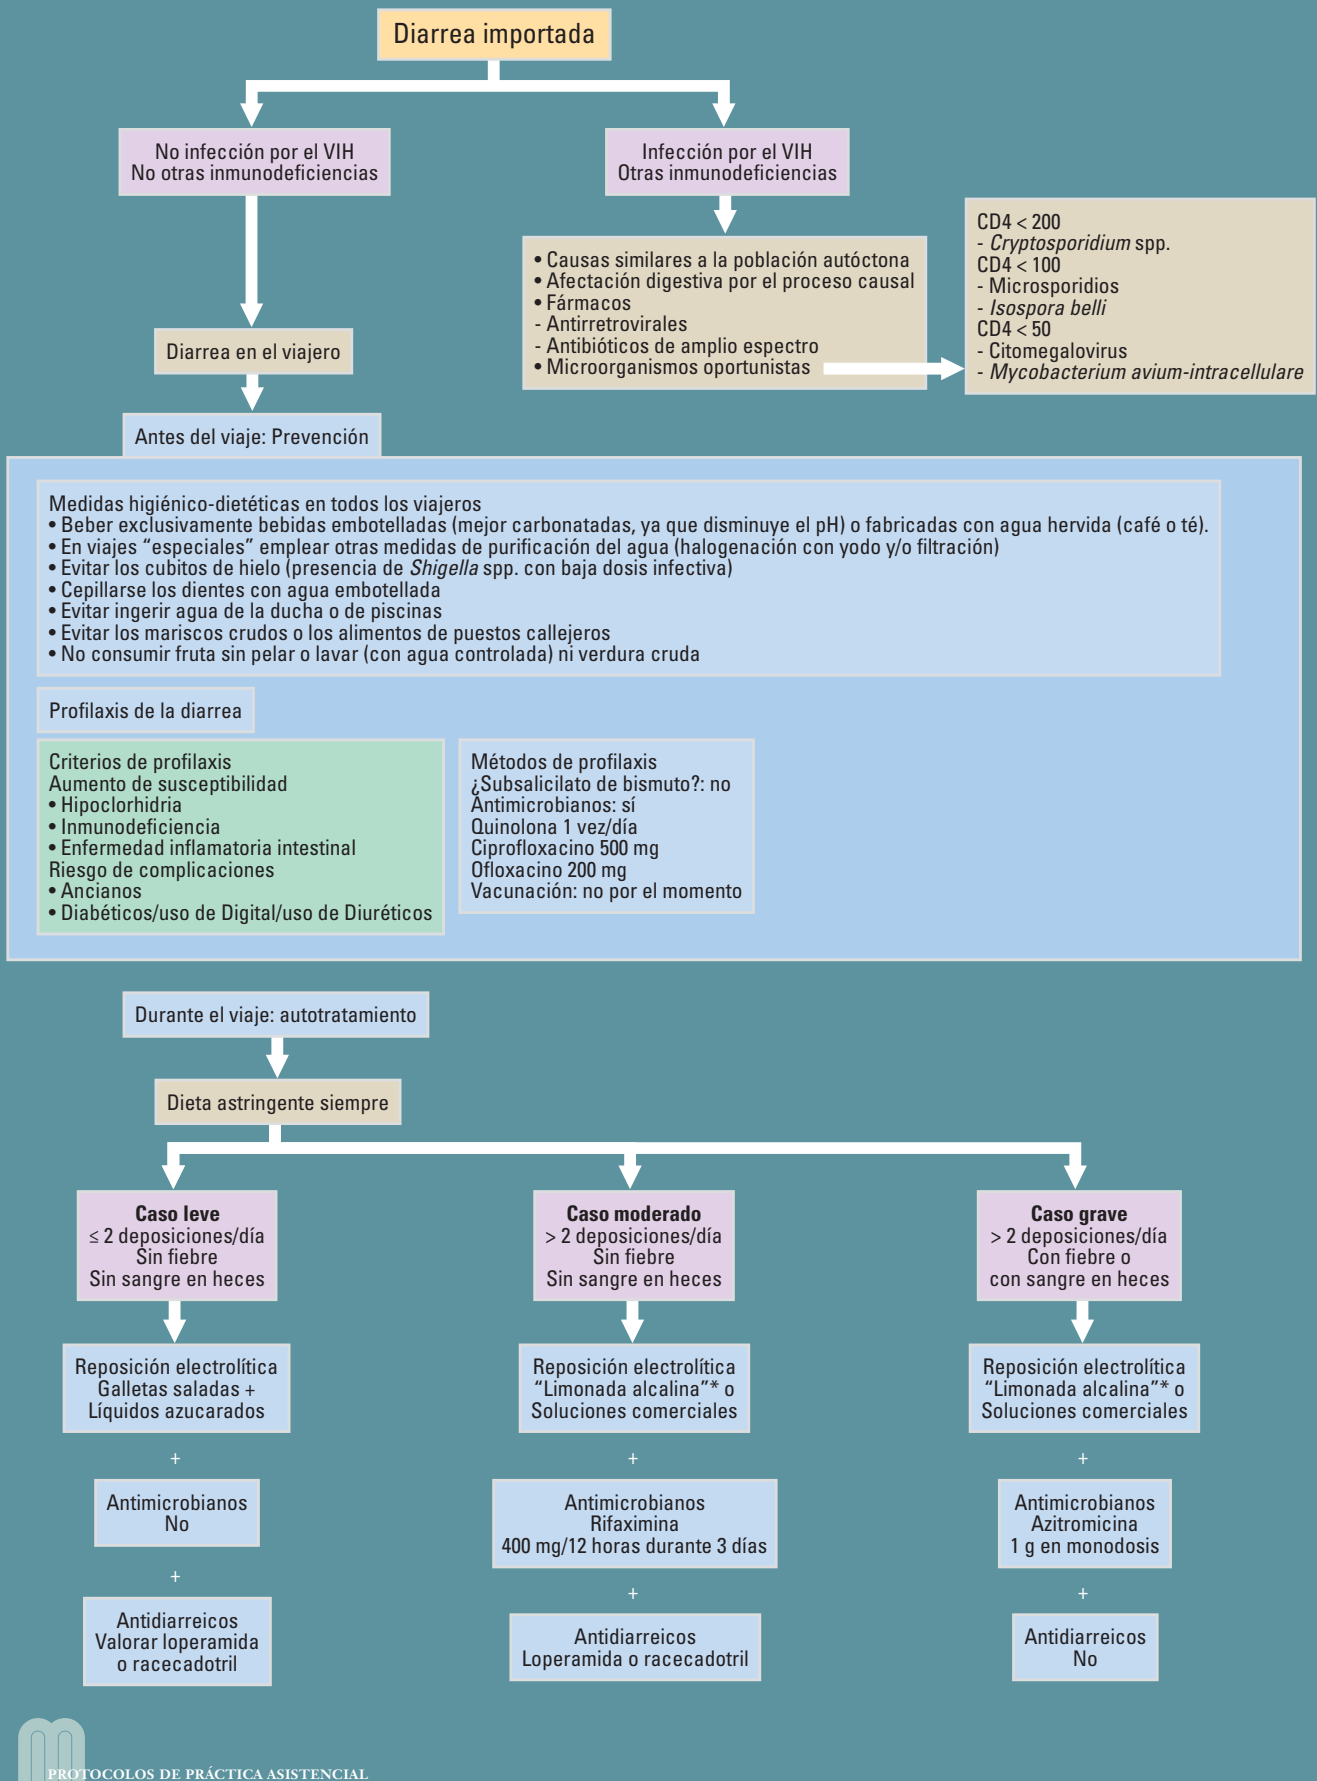 Diarrea importada
No infección por el VIH
No otras inmunodeficiencias
Infección por el VIH
Otras inmunodeficiencias
• Causas similares a la población autóctona
• Afectación digestiva por el proceso causal
• Fármacos
- Antirretrovirales
- Antibióticos de amplio espectro
• Microorganismos oportunistas
CD4 < 200
- Cryptosporidium spp.
CD4 < 100
- Microsporidios
- Isospora belli
CD4 < 50
- Citomegalovirus
- Mycobacterium avium-intracellulare
Diarrea en el viajero
Antes del viaje: Prevención
Medidas higiénico-dietéticas en todos los viajeros
• Beber exclusivamente bebidas embotelladas (mejor carbonatadas, ya que disminuye el pH) o fabricadas con agua hervida (café o té).
• En viajes “especiales” emplear otras medidas de purificación del agua (halogenación con yodo y/o filtración)
• Evitar los cubitos de hielo (presencia de Shigella spp. con baja dosis infectiva)
• Cepillarse los dientes con agua embotellada
• Evitar ingerir agua de la ducha o de piscinas
• Evitar los mariscos crudos o los alimentos de puestos callejeros
• No consumir fruta sin pelar o lavar (con agua controlada) ni verdura cruda
Profilaxis de la diarrea
Criterios de profilaxis
Aumento de susceptibilidad
• Hipoclorhidria
• Inmunodeficiencia
• Enfermedad inflamatoria intestinal
Riesgo de complicaciones
• Ancianos
• Diabéticos/uso de Digital/uso de Diuréticos
Métodos de profilaxis
¿Subsalicilato de bismuto?: no
Antimicrobianos: sí
Quinolona 1 vez/día
Ciprofloxacino 500 mg
Ofloxacino 200 mg
Vacunación: no por el momento
Durante el viaje: autotratamiento
Dieta astringente siempre
Caso leve
≤ 2 deposiciones/día
Sin fiebre
Sin sangre en heces
Reposición electrolítica
Galletas saladas +
Líquidos azucarados
+
Antimicrobianos
No
+
Antidiarreicos
Valorar loperamida
o racecadotril
Caso moderado
> 2 deposiciones/día
Sin fiebre
Sin sangre en heces
Reposición electrolítica
“Limonada alcalina”* o
Soluciones comerciales
+
Antimicrobianos
Rifaximina
400 mg/12 horas durante 3 días
+
Antidiarreicos
Loperamida o racecadotril
Caso grave
> 2 deposiciones/día
Con fiebre o
con sangre en heces
Reposición electrolítica
“Limonada alcalina”* o
Soluciones comerciales
+
Antimicrobianos
Azitromicina
1 g en monodosis
+
Antidiarreicos
No
PROTOCOLOS DE PRÁCTICA ASISTENCIAL